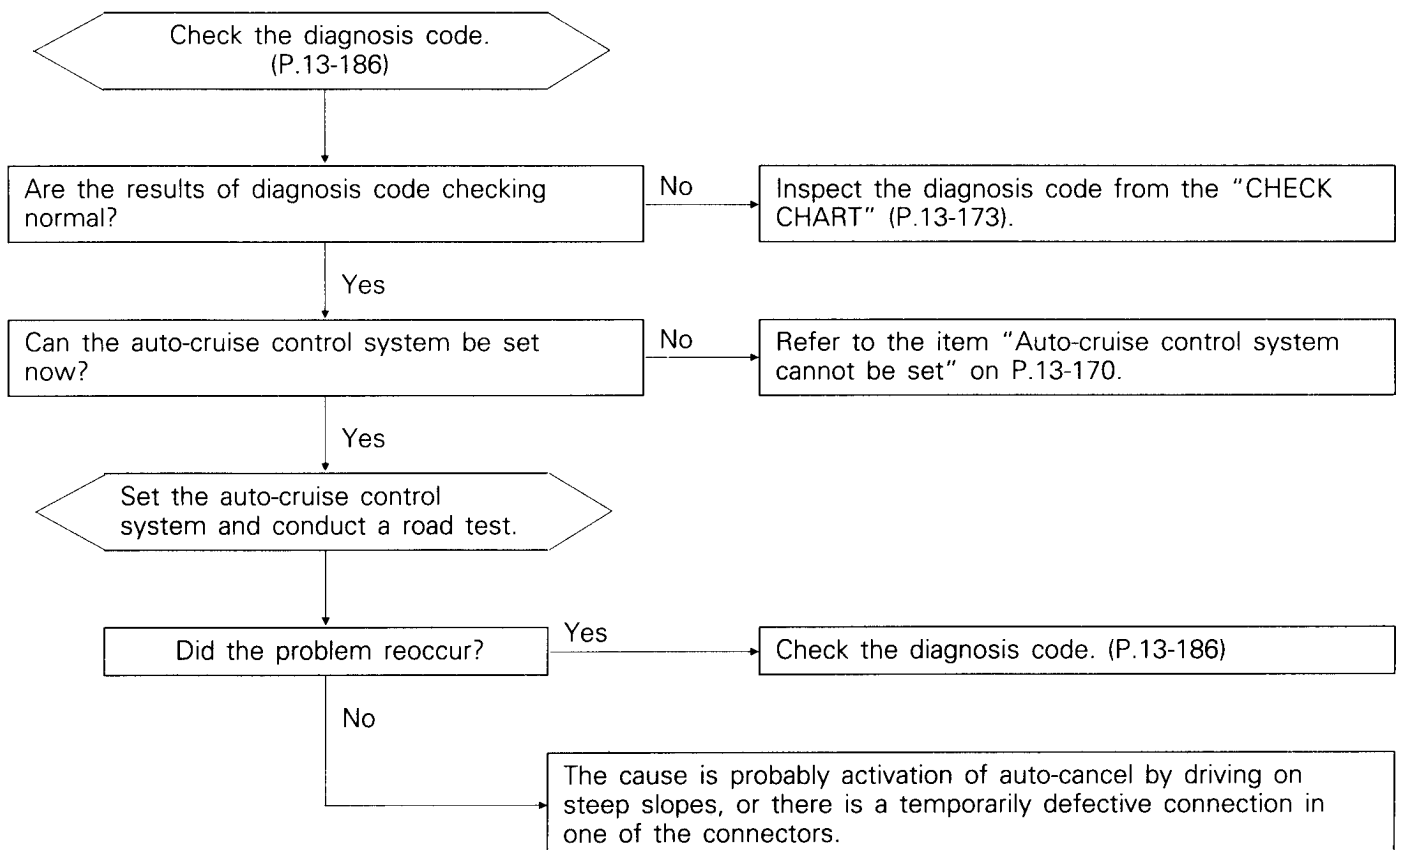 Check the diagnosis code.
(P.13-186)
Are the results of diagnosis code checking
normal?
No
Inspect the diagnosis code from the “CHECK
CHART” (P.13-173).
Yes
Can the auto-cruise control system be set
now?
No
Refer to the item “Auto-cruise control system
cannot be set” on P.13-170.
Yes
Set the auto-cruise control
system and conduct a road test.
Did the problem reoccur?
Yes
Check the diagnosis code. (P.13-186)
No
The cause is probably activation of auto-cancel by driving on
steep slopes, or there is a temporarily defective connection in
one of the connectors.